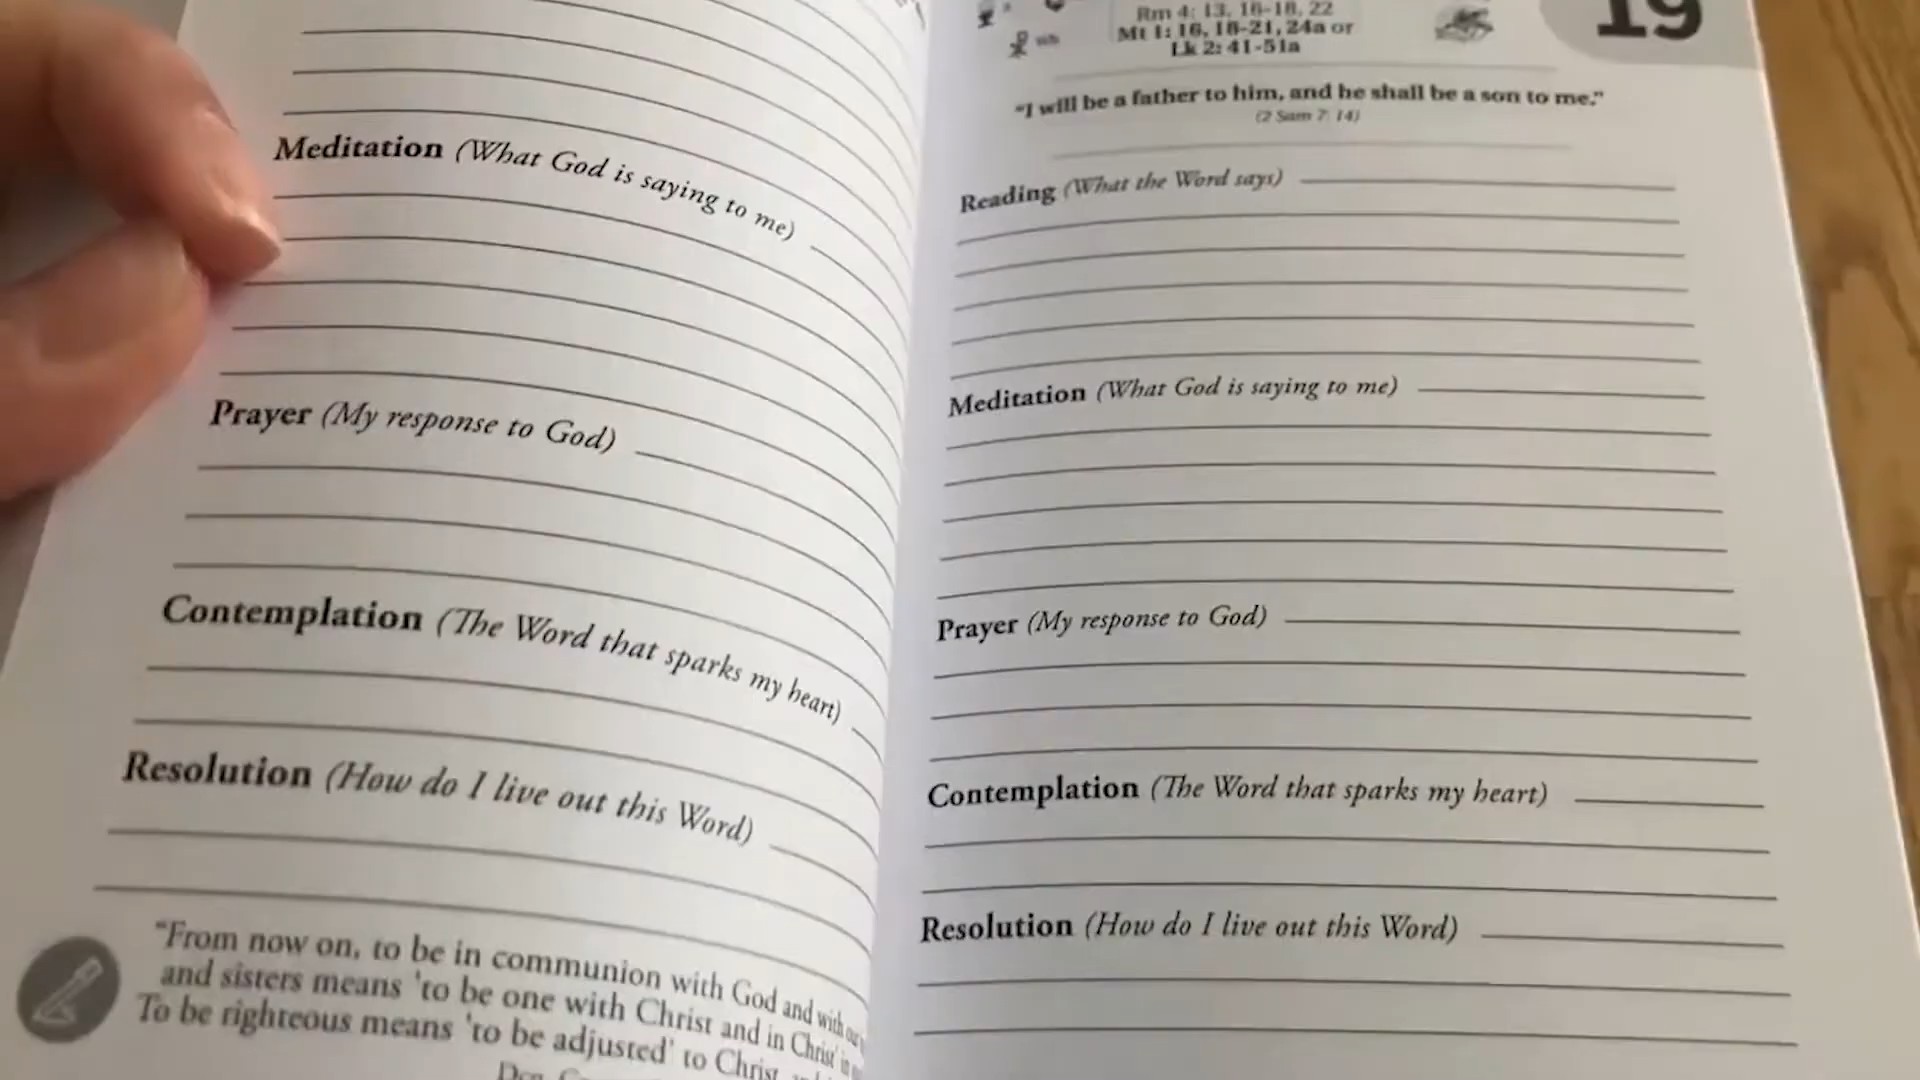 Meditation (What God is saying to me)
Prayer (My response to God)
Contemplation (The Word that sparks my heart)
Resolution (How do I live out this Word)
"From now on, to be in communion with God and with our
and sisters means 'to be one with Christ and in Christ' in
To be righteous means 'to be adjusted' to Christ
19
Rm 4: 13, 16-18, 22
Mt 1: 16, 18-21, 24a or
Lk 2: 41-51a
"I will be a father to him, and he shall be a son to me."
(2 Sam 7: 14)
Reading (What the Word says)
Meditation (What God is saying to me)
Prayer (My response to God)
Contemplation (The Word that sparks my heart)
Resolution (How do I live out this Word)